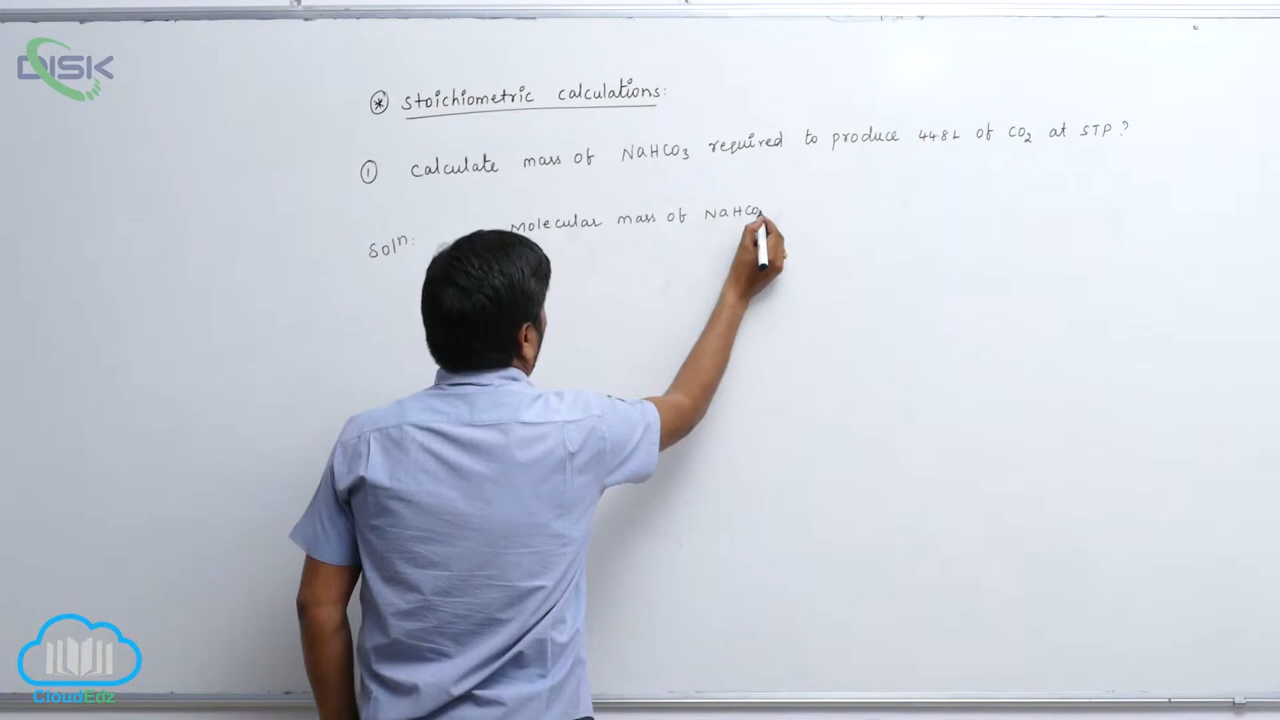 DISK
* Stoichiometric calculations:
① Calculate mass of NaHCO3 required to produce 448L of CO2 at STP?
Soln: Molecular mass of NaHCO
CloudEdz